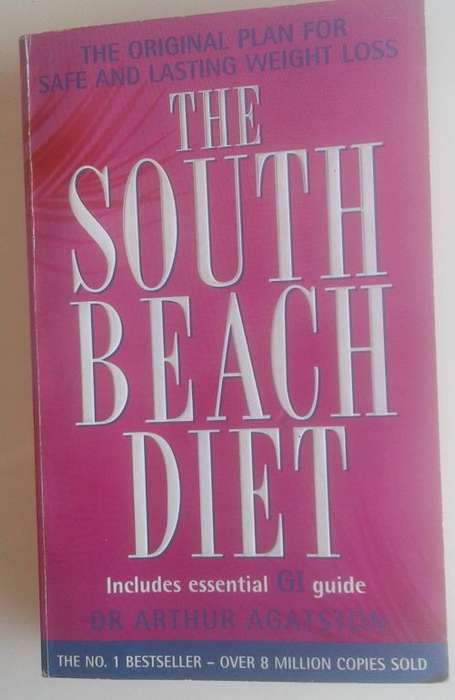 THE ORIGINAL PLAN FOR
SAFE AND LASTING WEIGHT LOSS
THE
SOUTH
BEACH
DIET
Includes essential GI guide
DR ARTHUR AGATSTON
THE NO. 1 BESTSELLER – OVER 8 MILLION COPIES SOLD